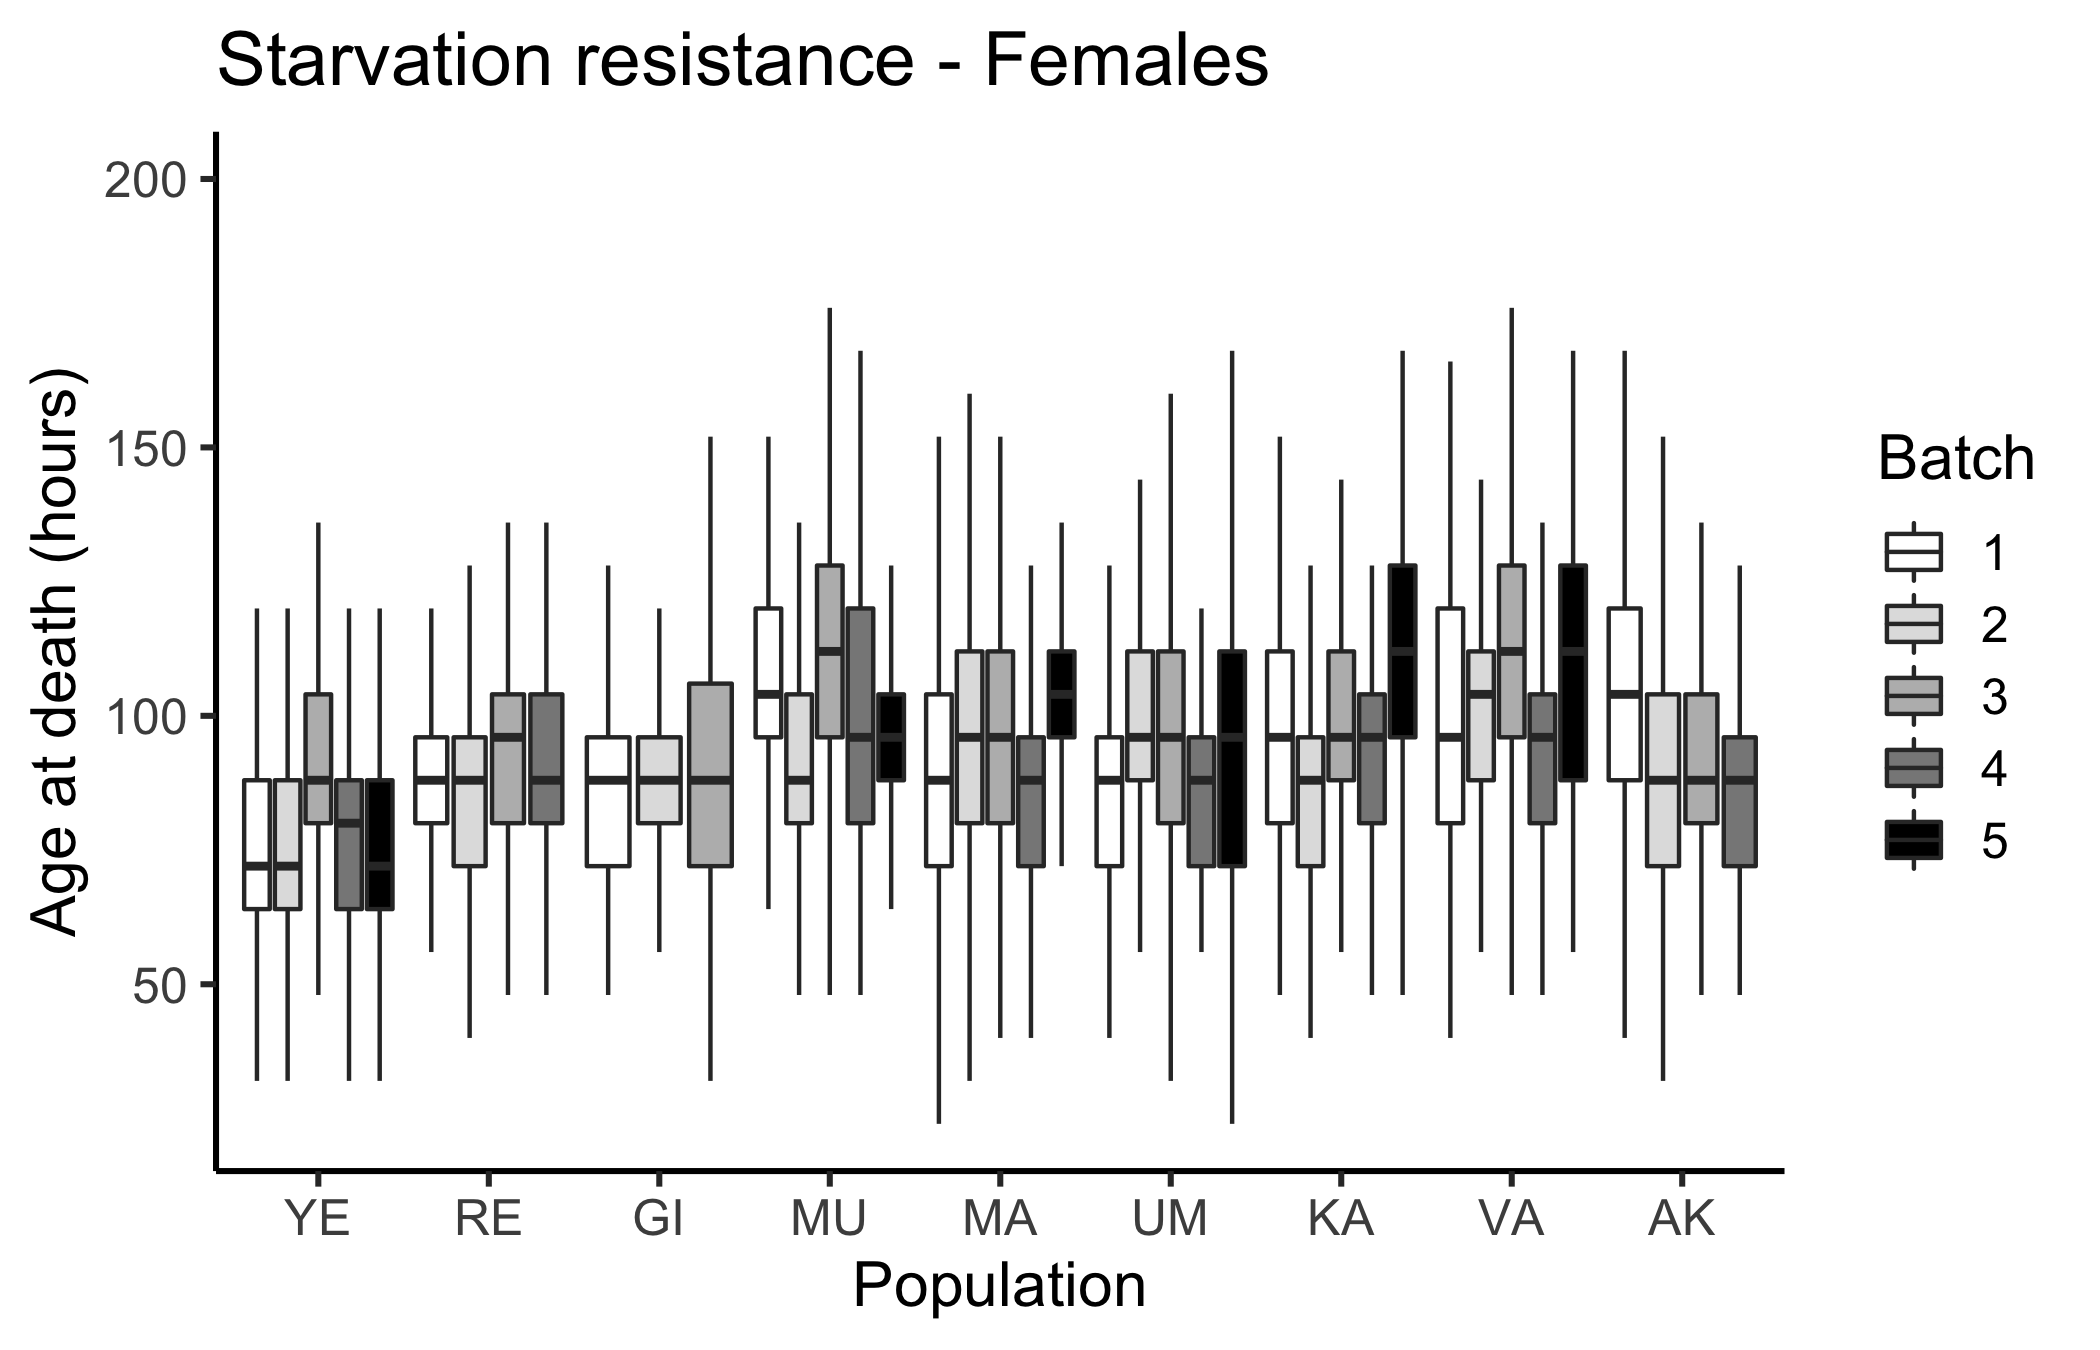 Starvation resistance - Females
Age at death (hours)
200
150
100
50
YE RE GI MU MA UM KA VA AK
Population
Batch
1
2
3
4
5